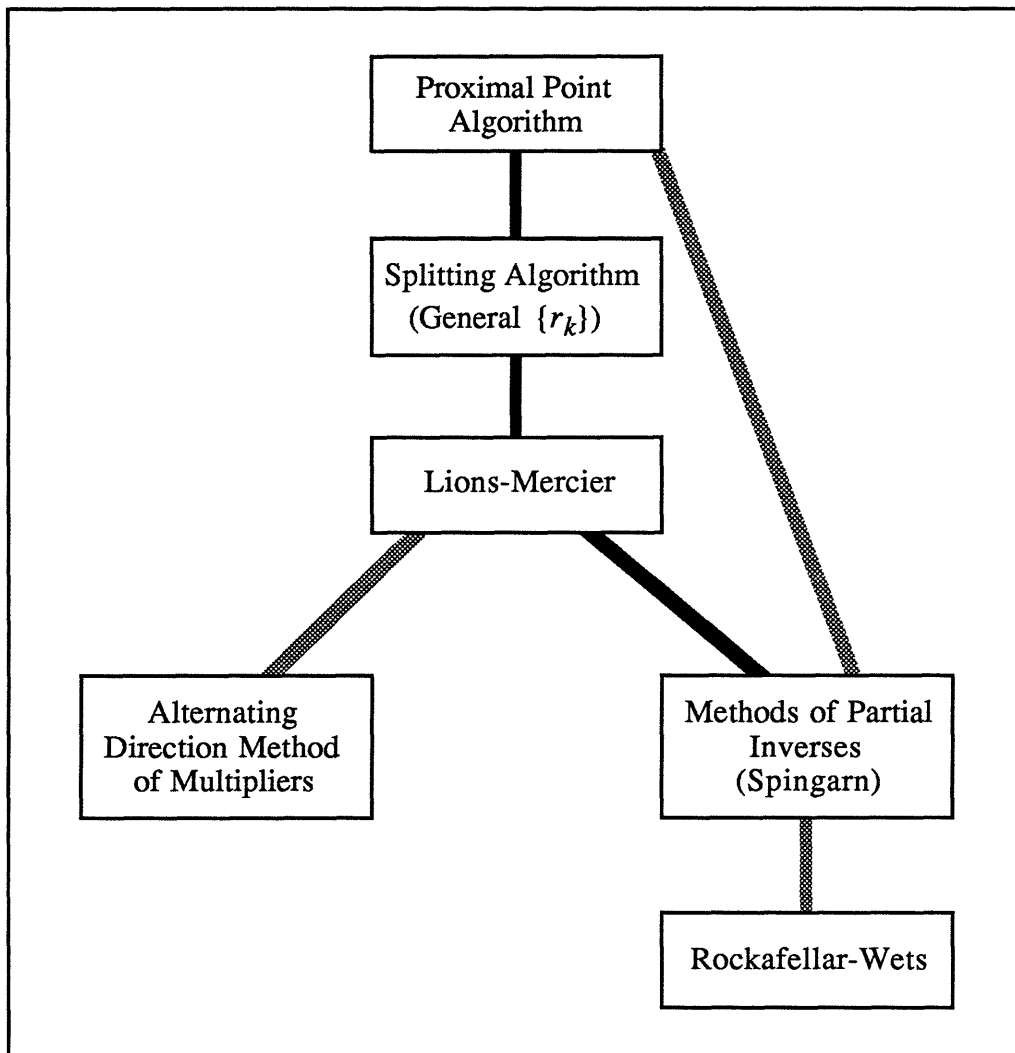 Proximal Point
Algorithm
Splitting Algorithm
(General {r_k})
Lions-Mercier
Alternating
Direction Method
of Multipliers
Methods of Partial
Inverses
(Spingarn)
Rockafellar-Wets